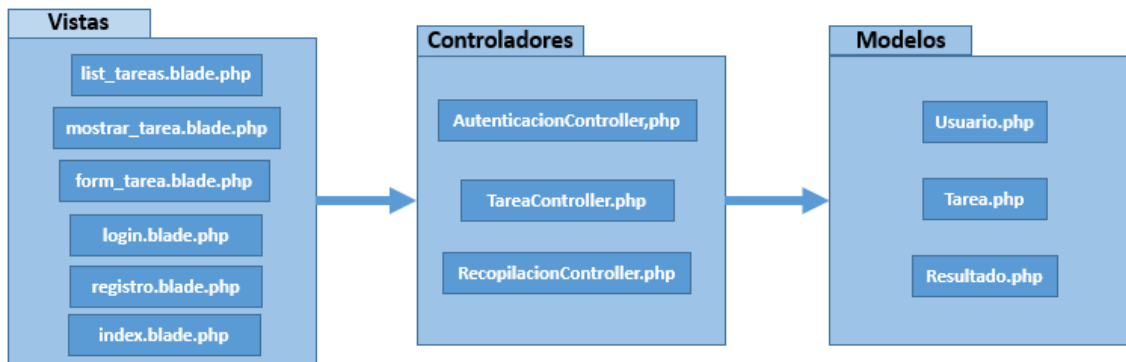 Vistas
list_tareas.blade.php
mostrar_tarea.blade.php
form_tarea.blade.php
login.blade.php
registro.blade.php
index.blade.php
Controladores
AutenticacionController,php
TareaController.php
RecopilacionController.php
Modelos
Usuario.php
Tarea.php
Resultado.php